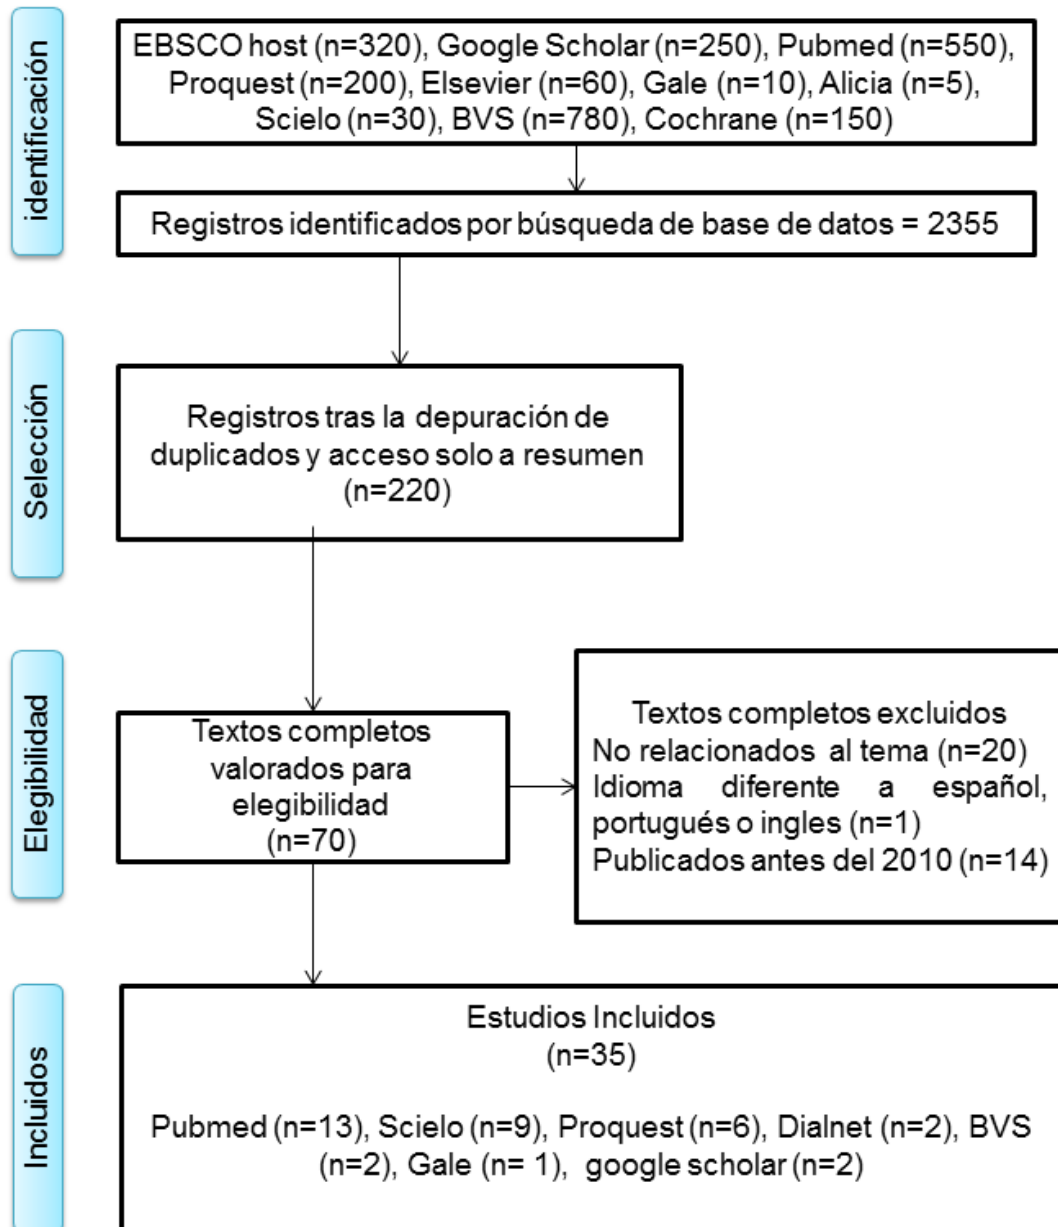 identificación
EBSCO host (n=320), Google Scholar (n=250), Pubmed (n=550),
Proquest (n=200), Elsevier (n=60), Gale (n=10), Alicia (n=5),
Scielo (n=30), BVS (n=780), Cochrane (n=150)
Registros identificados por búsqueda de base de datos = 2355
Selección
Registros tras la depuración de
duplicados y acceso solo a resumen
(n=220)
Elegibilidad
Textos completos
valorados para
elegibilidad
(n=70)
Textos completos excluidos
No relacionados al tema (n=20)
Idioma diferente a español,
portugués o ingles (n=1)
Publicados antes del 2010 (n=14)
Incluidos
Estudios Incluidos
(n=35)
Pubmed (n=13), Scielo (n=9), Proquest (n=6), Dialnet (n=2), BVS
(n=2), Gale (n= 1), google scholar (n=2)